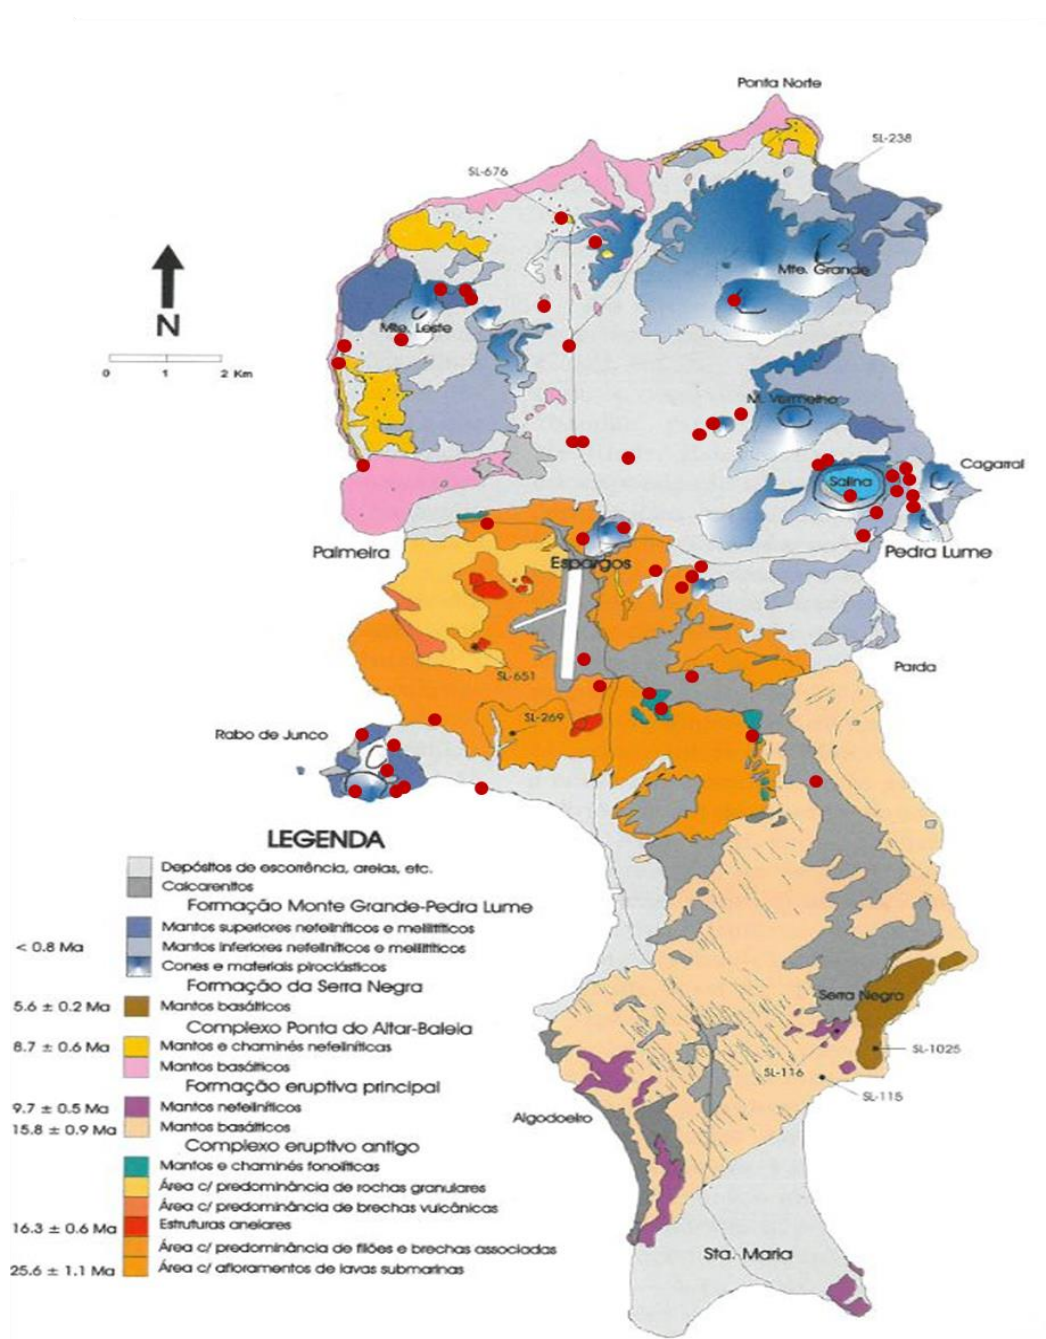 Ponta Norte
SL-238
SL-676
Mte. Grande
N
Mte. Leste
0 1 2 Km
M. Vermelho
Cagarral
Salina
Palmeira
Pedra Lume
Espargos
Parda
SL-651
SL-269
Rabo de Junco
LEGENDA
Depósitos de escorrência, areias, etc.
Calcarenitos
Formação Monte Grande-Pedra Lume
Mantos superiores nefeliníticos e melilíticos
< 0.8 Ma Mantos inferiores nefeliníticos e melilíticos
Cones e materiais piroclásticos
Formação da Serra Negra
Serra Negra
5.6 ± 0.2 Ma Mantos basálticos
Complexo Ponta do Altar-Baleia
8.7 ± 0.6 Ma Mantos e chaminés nefeliníticas
SL-1025
Mantos basálticos
SL-116
Formação eruptiva principal
SL-115
9.7 ± 0.5 Ma Mantos nefeliníticos
Algodoeiro
15.8 ± 0.9 Ma Mantos basálticos
Complexo eruptivo antigo
Mantos e chaminés fonolíticas
Área c/ predominância de rochas granulares
Área c/ predominância de brechas vulcânicas
16.3 ± 0.6 Ma Estruturas anelares
Área c/ predominância de filões e brechas associadas
Sta. Maria
25.6 ± 1.1 Ma Área c/ afloramentos de lavas submarinas